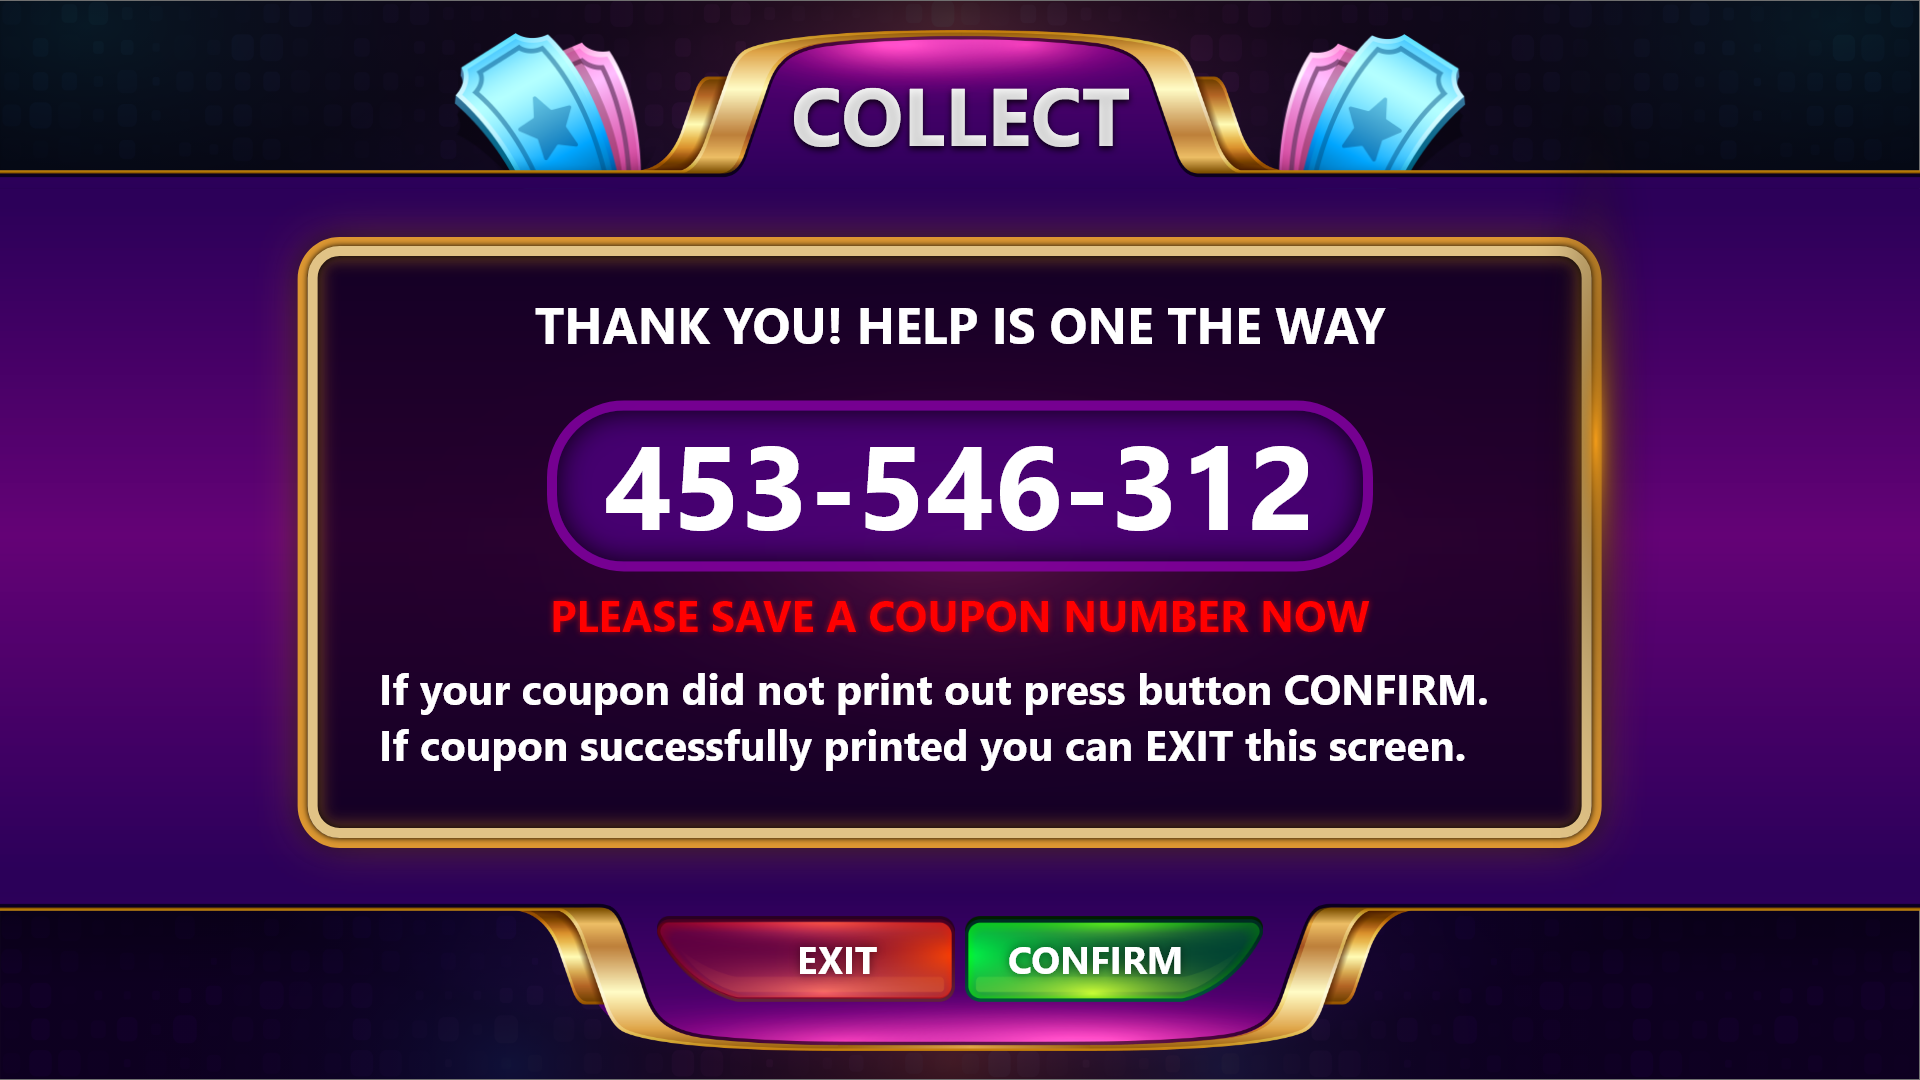 COLLECT
THANK YOU! HELP IS ONE THE WAY
453-546-312
PLEASE SAVE A COUPON NUMBER NOW
If your coupon did not print out press button CONFIRM.
If coupon successfully printed you can EXIT this screen.
EXIT
CONFIRM